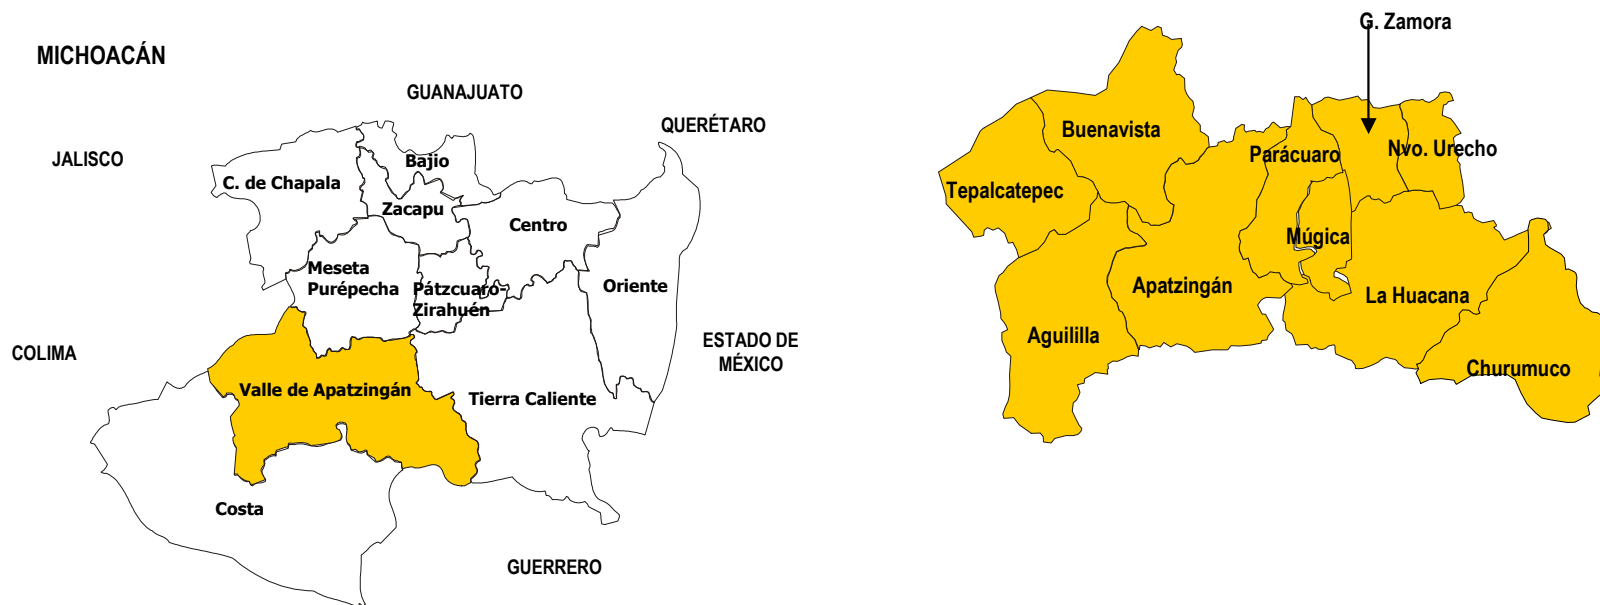 MICHOACÁN
GUANAJUATO
QUERÉTARO
JALISCO
Bajio
C. de Chapala
Zacapu
Centro
Meseta
Purépecha
Pátzcuaro-
Zirahuén
Oriente
COLIMA
ESTADO DE
MÉXICO
Valle de Apatzingán
Tierra Caliente
Costa
GUERRERO
G. Zamora
Buenavista
Parácuaro
Nvo. Urecho
Tepalcatepec
Múgica
Apatzingán
La Huacana
Aguililla
Churumuco